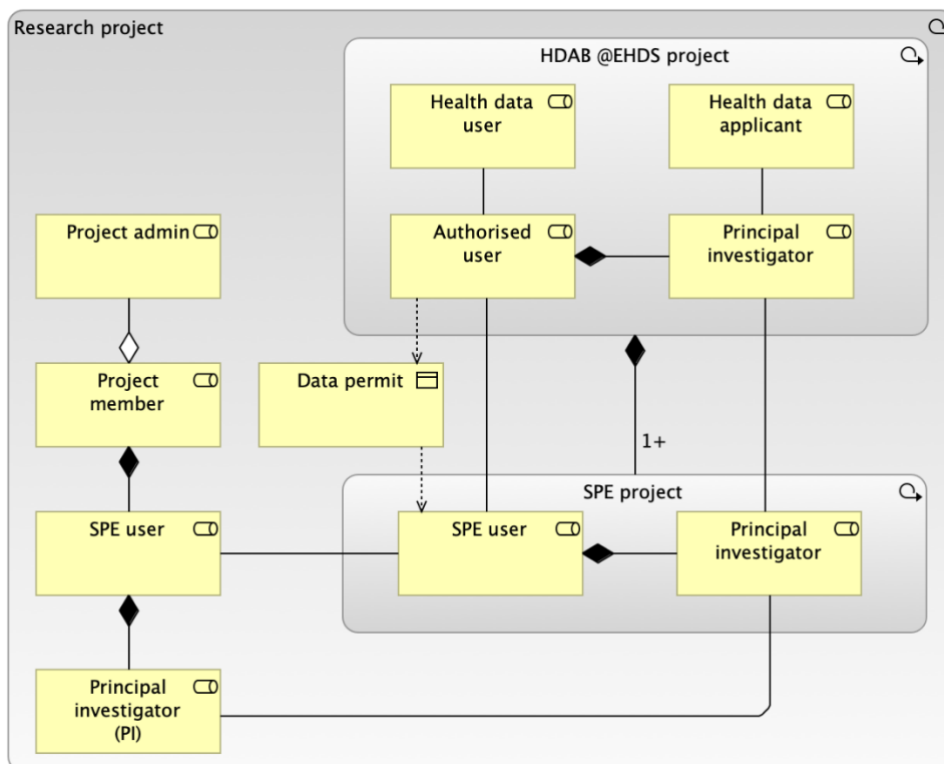 Research project
HDAB @EHDS project
Health data
user
Health data
applicant
Project admin
Authorised
user
Principal
investigator
Project
member
Data permit
1+
SPE project
SPE user
SPE user
Principal
investigator
Principal
investigator
(PI)